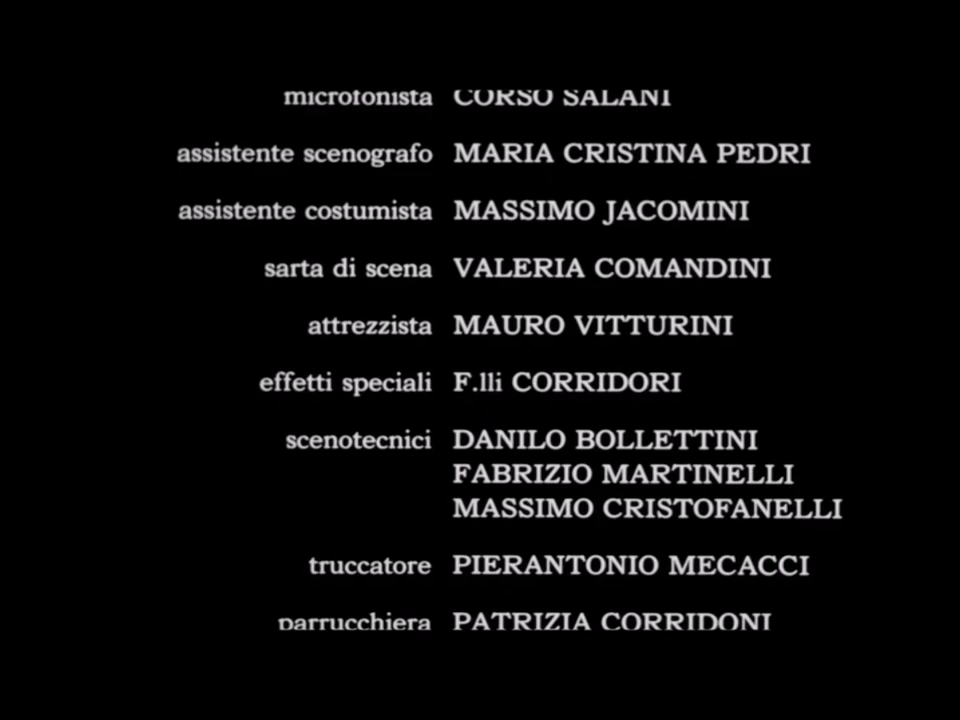 microfonista CORSO SALANI
assistente scenografo MARIA CRISTINA PEDRI
assistente costumista MASSIMO JACOMINI
sarta di scena VALERIA COMANDINI
attrezzista MAURO VITTURINI
effetti speciali F.lli CORRIDORI
scenotecnici DANILO BOLLETTINI
FABRIZIO MARTINELLI
MASSIMO CRISTOFANELLI
truccatore PIERANTONIO MECACCI
parrucchiera PATRIZIA CORRIDONI